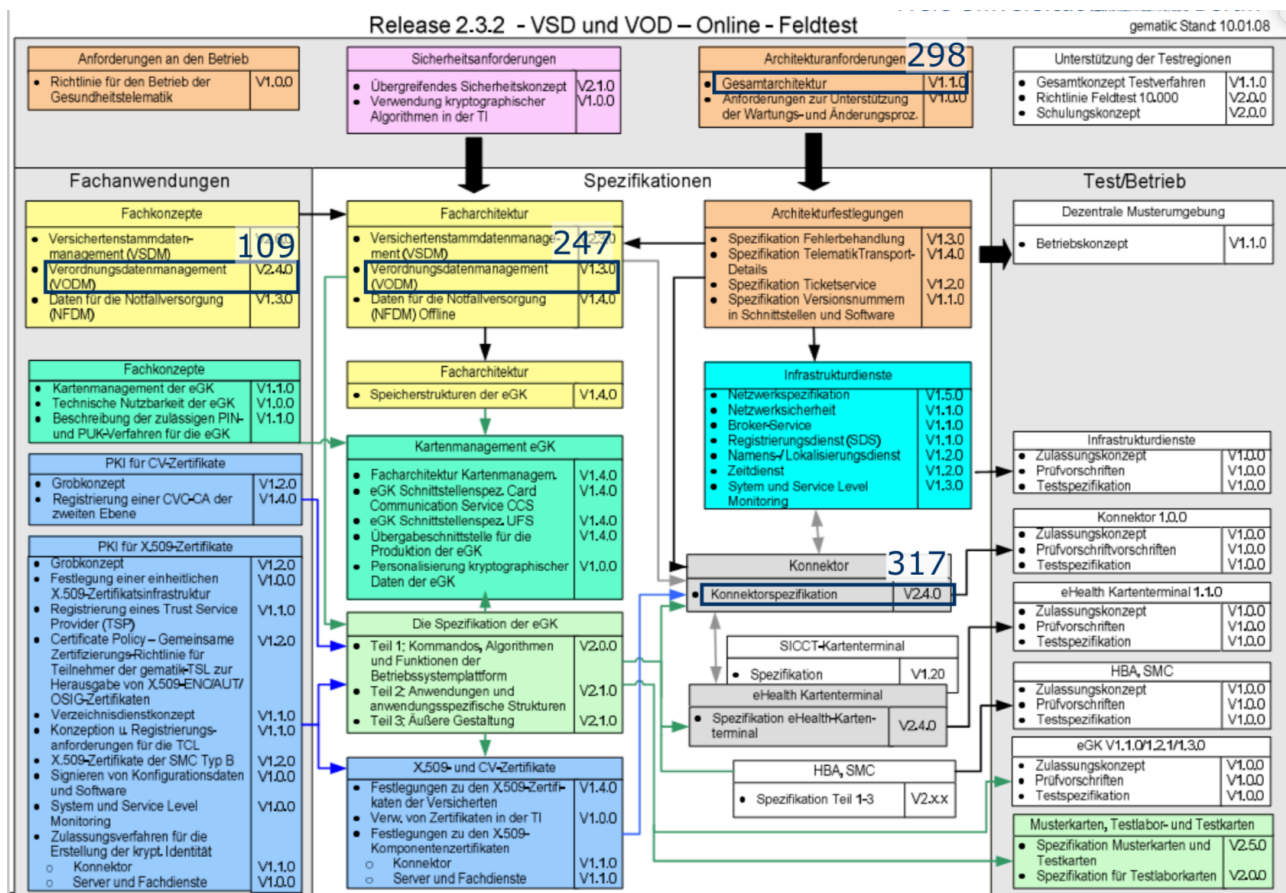 Release 2.3.2 - VSD und VOD – Online - Feldtest
gematik: Stand: 10.01.08
Anforderungen an den Betrieb
• Richtlinie für den Betrieb der V1.0.0
Gesundheitstelematik
Sicherheitsanforderungen
• Übergreifendes Sicherheitskonzept V2.1.0
• Verwendung kryptographischer V1.0.0
Algorithmen in der TI
Architekturanforderungen
298
• Gesamtarchitektur V1.1.0
• Anforderungen zur Unterstützung V1.0.0
der Wartungs- und Änderungsproz.
Unterstützung der Testregionen
• Gesamtkonzept Testverfahren V1.1.0
• Richtlinie Feldtest 10.000 V2.0.0
• Schulungskonzept V2.0.0
Fachanwendungen
Spezifikationen
Test/Betrieb
Fachkonzepte
• Versichertenstammdaten-
management (VSDM)
109
• Verordnungsdatenmanagement V2.4.0
(VODM)
• Daten für die Notfallversorgung V1.3.0
(NFDM)
Facharchitektur
• Versichertenstammdatenmanage-
ment (VSDM)
247
• Verordnungsdatenmanagement V1.3.0
(VODM)
• Daten für die Notfallversorgung V1.4.0
(NFDM) Offline
Architekturfestlegungen
• Spezifikation Fehlerbehandlung V1.3.0
• Spezifikation TelematikTransport- V1.4.0
Details
• Spezifikation Ticketservice V1.2.0
• Spezifikation Versionsnummern V1.1.0
in Schnittstellen und Software
Dezentrale Musterumgebung
• Betriebskonzept V1.1.0
Fachkonzepte
• Kartenmanagement der eGK V1.1.0
• Technische Nutzbarkeit der eGK V1.0.0
• Beschreibung der zulässigen PIN- V1.1.0
und PUK-Verfahren für die eGK
Facharchitektur
• Speicherstrukturen der eGK V1.4.0
Infrastrukturdienste
• Netzwerkspezifikation V1.5.0
• Netzwerksicherheit V1.1.0
• Broker-Service V1.1.0
• Registrierungsdienst (SDS) V1.1.0
• Namens-/Lokalisierungsdienst V1.2.0
• Zeitdienst V1.2.0
• Sytem und Service Level V1.3.0
Monitoring
Kartenmanagement eGK
• Facharchitektur Kartenmanagem. V1.4.0
• eGK Schnittstellenspez. Card V1.4.0
Communication Service CCS
• eGK Schnittstellenspez. UFS V1.4.0
• Übergabeschnittstelle für die V1.4.0
Produktion der eGK
• Personalisierung kryptographischer V1.0.0
Daten der eGK
Infrastrukturdienste
• Zulassungskonzept V1.0.0
• Prüfvorschriften V1.0.0
• Testspezifikation V1.0.0
PKI für CV-Zertifikate
• Grobkonzept V1.2.0
• Registrierung einer CVC-CA der V1.4.0
zweiten Ebene
Konnektor 1.0.0
• Zulassungskonzept V1.0.0
• Prüfvorschriftvorschriften V1.0.0
• Testspezifikation V1.0.0
PKI für X.509-Zertifikate
• Grobkonzept V1.2.0
• Festlegung einer einheitlichen V1.0.0
X.509-Zertifikatsinfrastruktur
• Registrierung eines Trust Service V1.1.0
Provider (TSP)
• Certificate Policy – Gemeinsame V1.2.0
Zertifizierungs-Richtlinie für
Teilnehmer der gematik-TSL zur
Herausgabe von X.509-ENC/AUT/
OSIG-Zertifikaten
• Verzeichnisdienstkonzept V1.1.0
• Konzeption u. Registrierungs- V1.1.0
anforderungen für die TCL
• X.509-Zertifikate der SMC Typ B V1.2.0
• Signieren von Konfigurationsdaten V1.0.0
und Software
• System und Service Level V1.0.0
Monitoring
• Zulassungsverfahren für die
Erstellung der krypt. Identität
○ Konnektor V1.1.0
○ Server und Fachdienste V1.0.0
Konnektor
317
• Konnektorspezifikation V2.4.0
eHealth Kartenterminal 1.1.0
• Zulassungskonzept V1.0.0
• Prüfvorschriften V1.0.0
• Testspezifikation V1.0.0
Die Spezifikation der eGK
• Teil 1: Kommandos, Algorithmen V2.0.0
und Funktionen der
Betriebssystemplattform
• Teil 2: Anwendungen und V2.1.0
anwendungsspezifische Strukturen
• Teil 3: Äußere Gestaltung V2.1.0
SICCT-Kartenterminal
• Spezifikation V1.20
eHealth Kartenterminal
• Spezifikation eHealth-Karten- V2.4.0
terminal
HBA, SMC
• Zulassungskonzept V1.0.0
• Prüfvorschriften V1.0.0
• Testspezifikation V1.0.0
X.509- und CV-Zertifikate
• Festlegungen zu den X.509-Zertifi- V1.4.0
katen der Versicherten
• Verw. von Zertifikaten in der TI V1.0.0
• Festlegungen zu den X.509-
Komponentenzertifikaten
○ Konnektor V1.1.0
○ Server und Fachdienste V1.1.0
HBA, SMC
• Spezifikation Teil 1-3 V2.x.x
eGK V1.1.0/1.2.1/1.3.0
• Zulassungskonzept V1.0.0
• Prüfvorschriften V1.0.0
• Testspezifikation V1.0.0
Musterkarten, Testlabor- und Testkarten
• Spezifikation Musterkarten und V2.5.0
Testkarten
• Spezifikation für Testlaborkarten V2.0.0